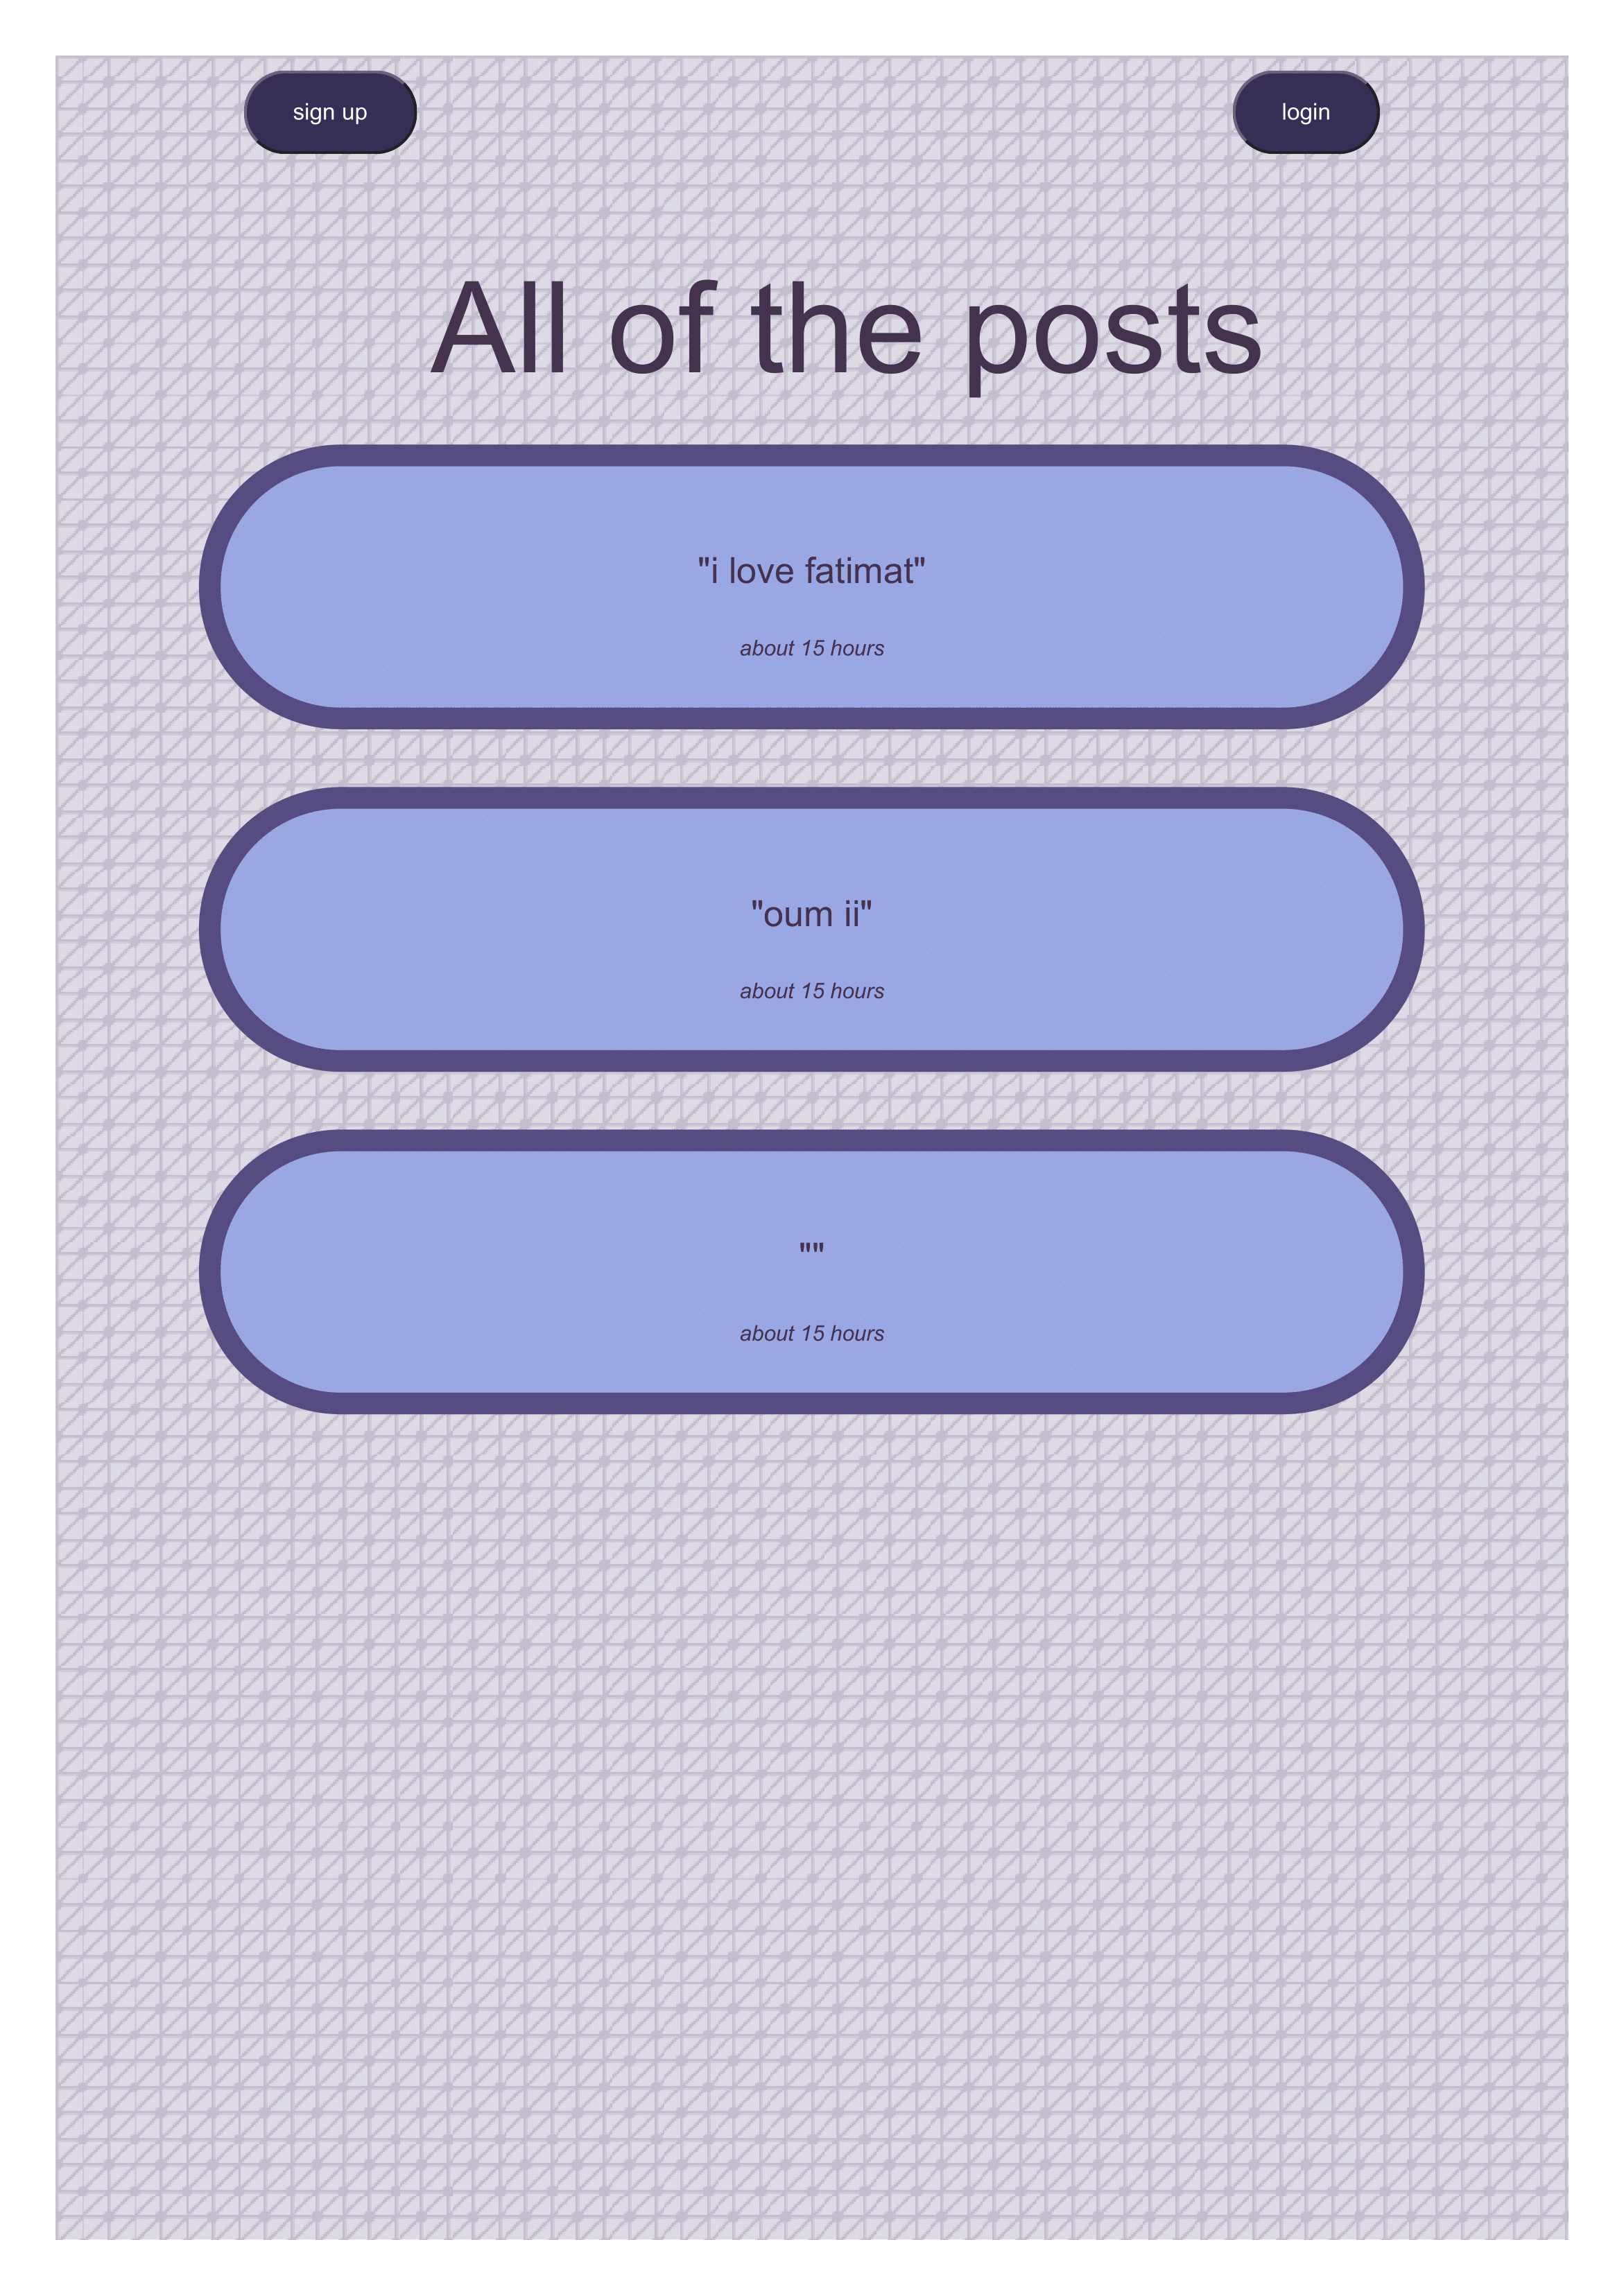 sign up
login
All of the posts
"i love fatimat"
about 15 hours
"oum ii"
about 15 hours
""
about 15 hours